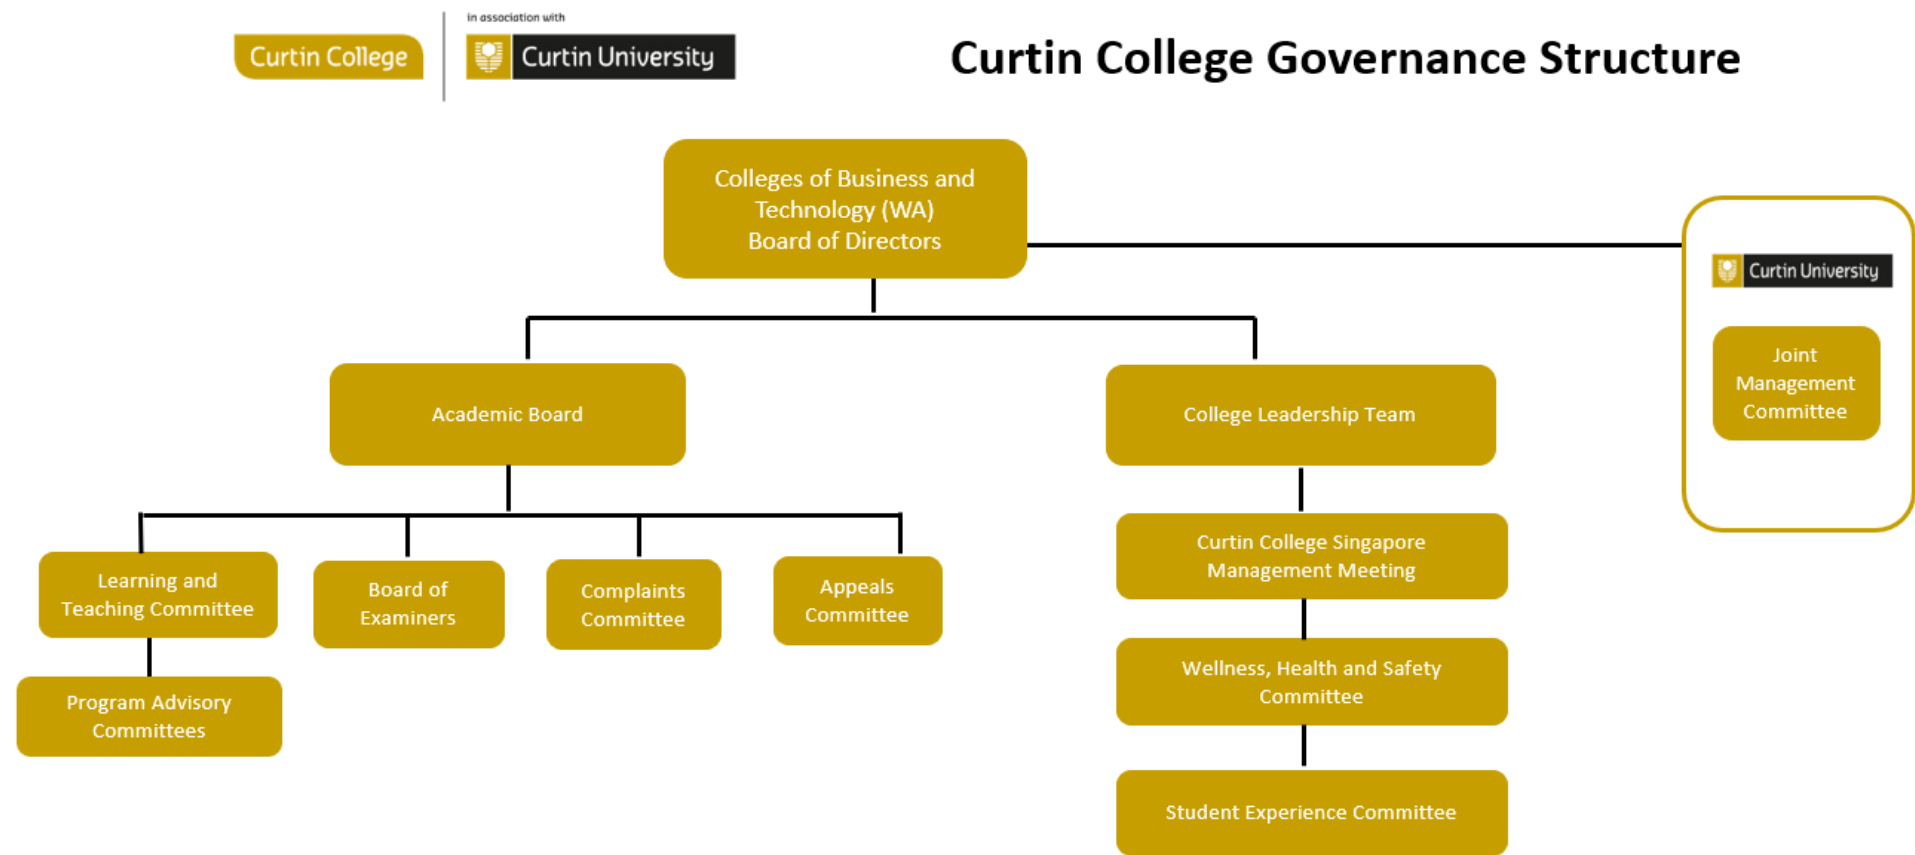 in association with
Curtin College
Curtin University
Curtin College Governance Structure
Colleges of Business and
Technology (WA)
Board of Directors
Curtin University
Joint
Management
Committee
Academic Board
College Leadership Team
Learning and
Teaching Committee
Board of
Examiners
Complaints
Committee
Appeals
Committee
Program Advisory
Committees
Curtin College Singapore
Management Meeting
Wellness, Health and Safety
Committee
Student Experience Committee